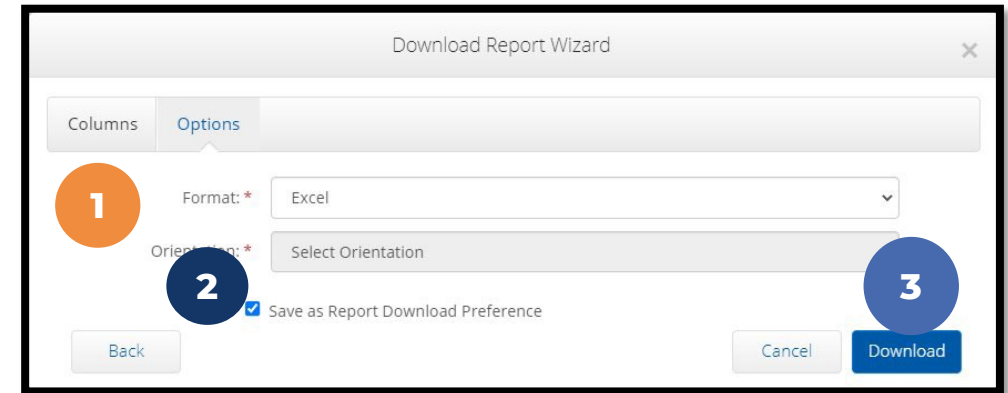 Download Report Wizard ×
Columns Options
1 Format: * Excel
Orientation: * Select Orientation
2 Save as Report Download Preference 3
Back Cancel Download